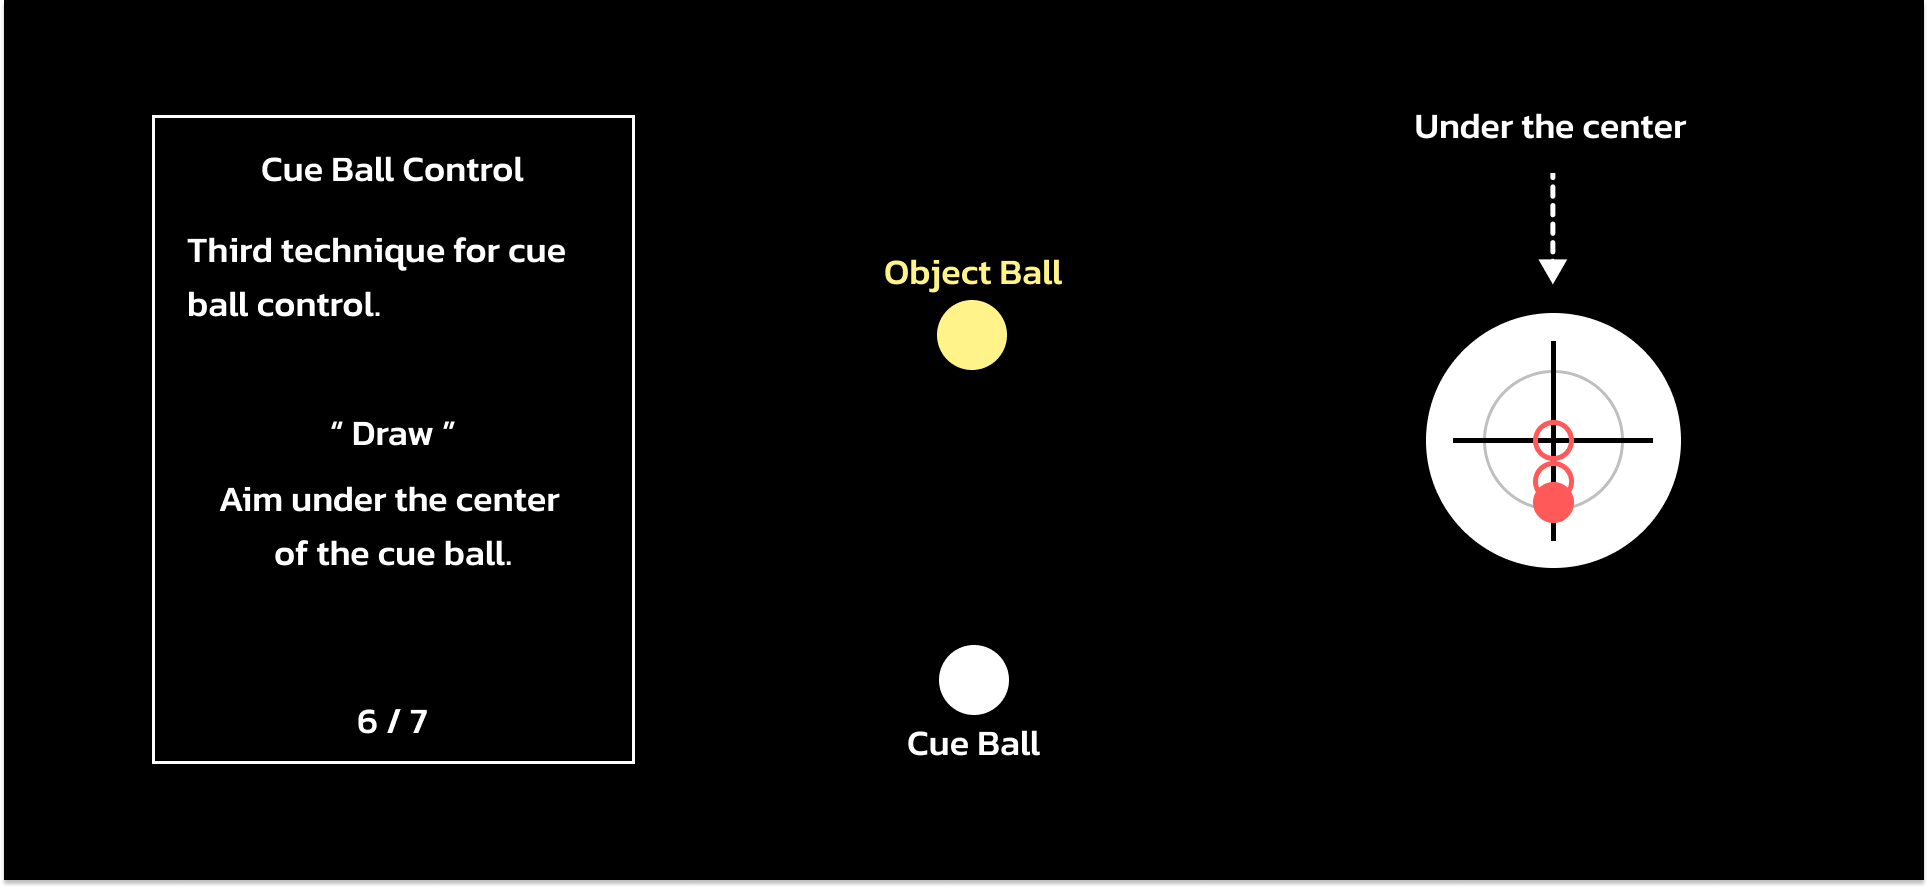 Cue Ball Control
Third technique for cue
ball control.
“ Draw ”
Aim under the center
of the cue ball.
6 / 7
Object Ball
Cue Ball
Under the center